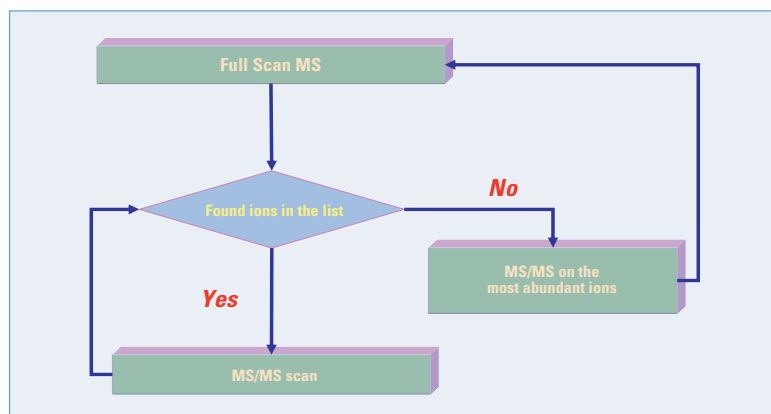 Full Scan MS
No
Found ions in the list
MS/MS on the
most abundant ions
Yes
MS/MS scan